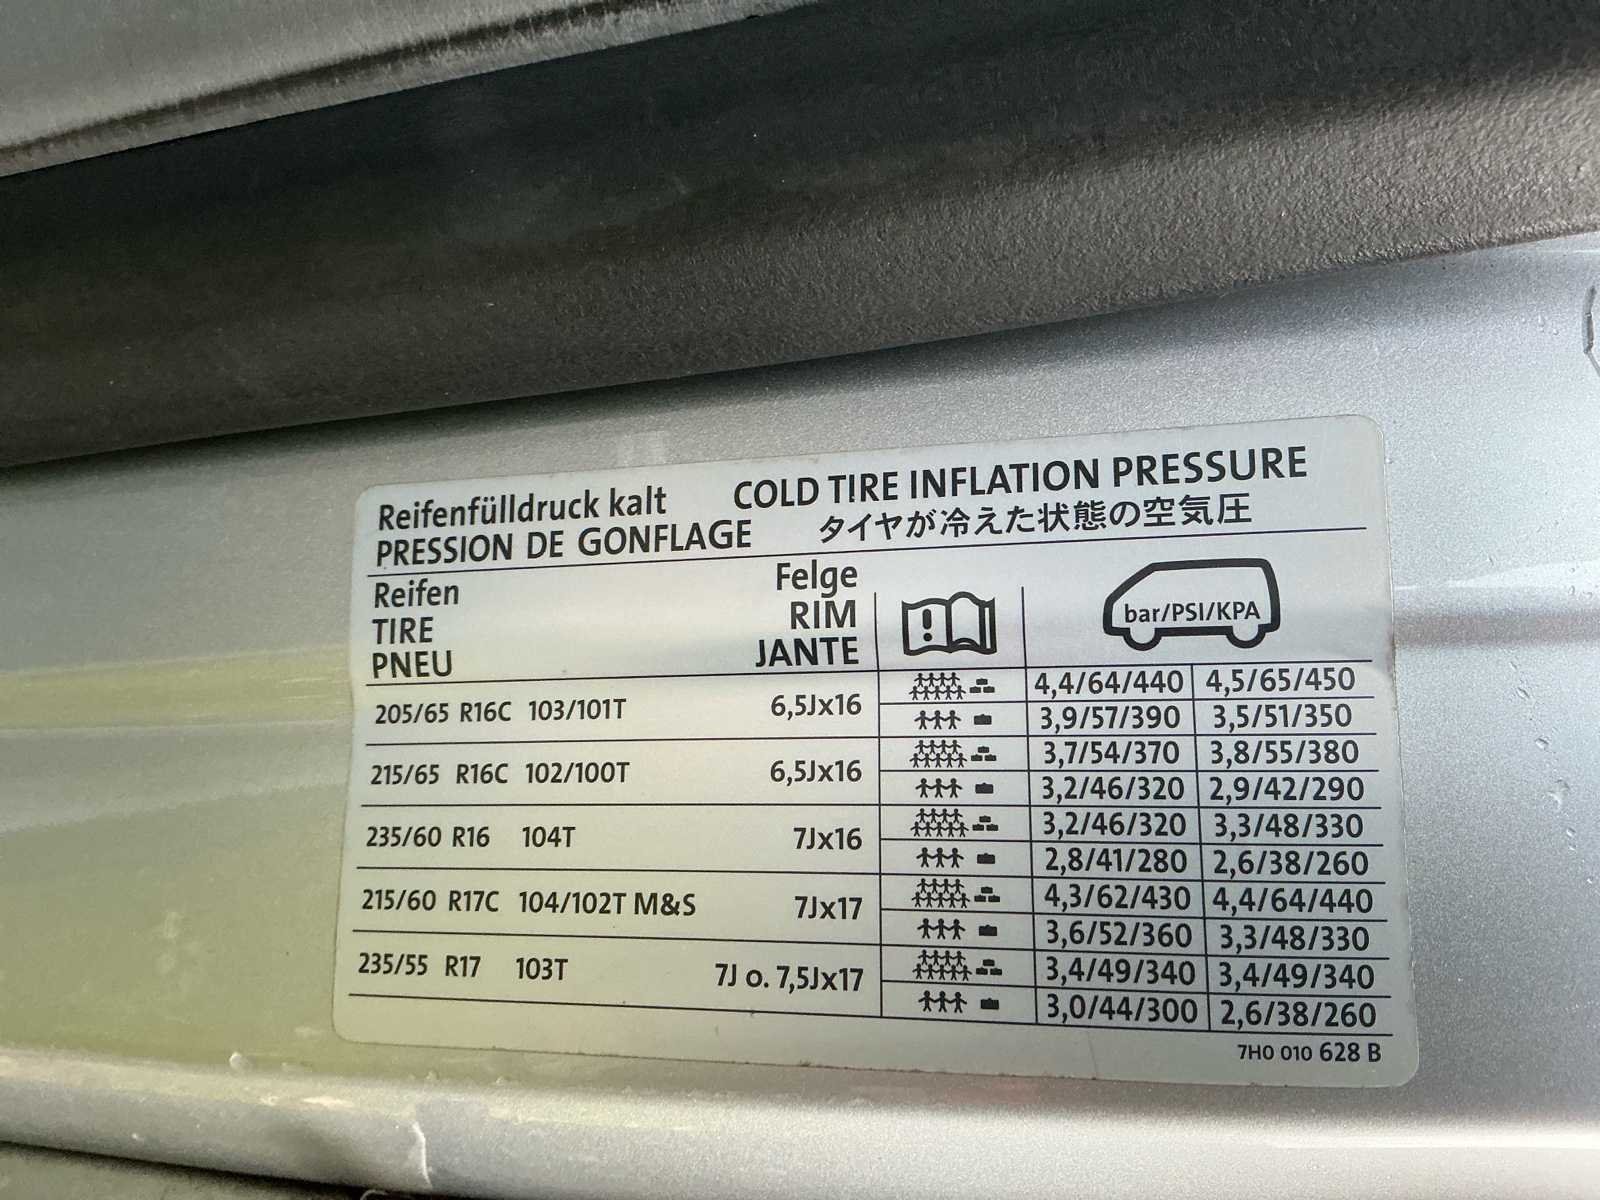 Reifenfülldruck kalt COLD TIRE INFLATION PRESSURE
PRESSION DE GONFLAGE タイヤが冷えた状態の空気圧
Reifen Felge
TIRE RIM
PNEU JANTE
bar/PSI/KPA
205/65 R16C 103/101T 6,5Jx16 4,4/64/440 4,5/65/450
3,9/57/390 3,5/51/350
215/65 R16C 102/100T 6,5Jx16 3,7/54/370 3,8/55/380
3,2/46/320 2,9/42/290
235/60 R16 104T 7Jx16 3,2/46/320 3,3/48/330
2,8/41/280 2,6/38/260
215/60 R17C 104/102T M&S 7Jx17 4,3/62/430 4,4/64/440
3,6/52/360 3,3/48/330
235/55 R17 103T 7J o. 7,5Jx17 3,4/49/340 3,4/49/340
3,0/44/300 2,6/38/260
7H0 010 628 B